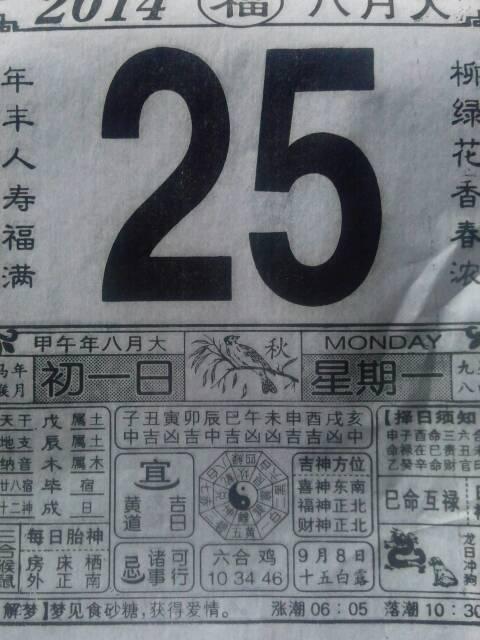 2014 福 八月大
年丰人寿福满
25
柳绿花香春浓
甲午年八月大
秋
MONDAY
初一日
星期一
天干 戊 属土
地支 辰 属土
纳音 木 属木
廿八宿 毕 宿
十二神 成 日
子丑寅卯辰巳午未申酉戌亥
中吉凶吉中凶吉凶中吉凶中
宜
黄道 吉日
忌 诸事 可行
吉神方位
喜神东南
福神正北
财神正北
六合 鸡
10 34 46
9月8日
十五白露
【择日须知
巳命互禄
龙日冲狗
每日胎神
房床栖
外正南
解梦】梦见食砂糖,获得爱情。
涨潮 06:05 落潮 10:30